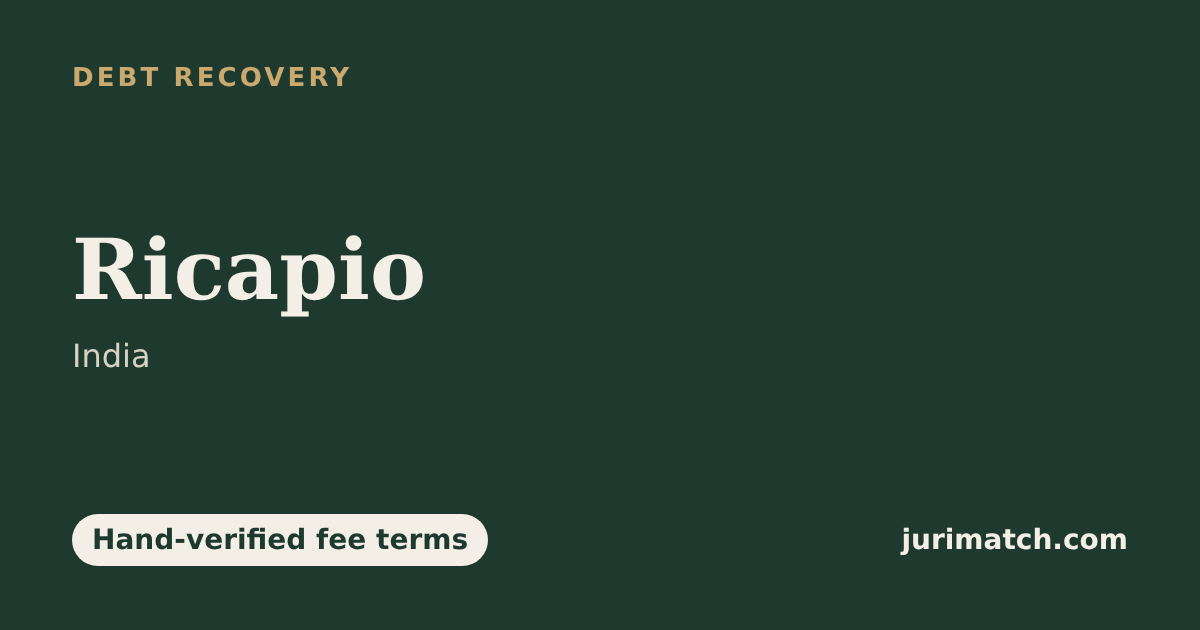 DEBT RECOVERY
Ricapio
India
Hand-verified fee terms
jurimatch.com